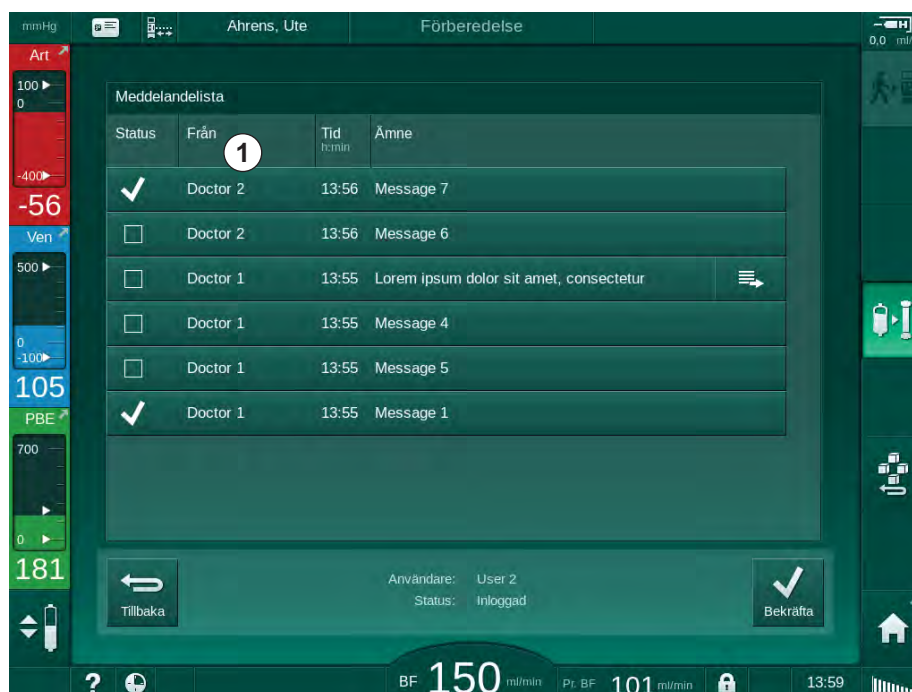 mmHg Ahrens, Ute Förberedelse 0,0 ml/
Art
100
0
-400
-56
Ven
500
0
-100
105
PBE
700
0
181
Meddelandelista
Status Från Tid Ämne
h:min
1
Doctor 2 13:56 Message 7
Doctor 2 13:56 Message 6
Doctor 1 13:55 Lorem ipsum dolor sit amet, consectetur
Doctor 1 13:55 Message 4
Doctor 1 13:55 Message 5
Doctor 1 13:55 Message 1
Tillbaka
Användare: User 2
Status: Inloggad
Bekräfta
? BF 150 ml/min Pr. BF 101 ml/min 13:59